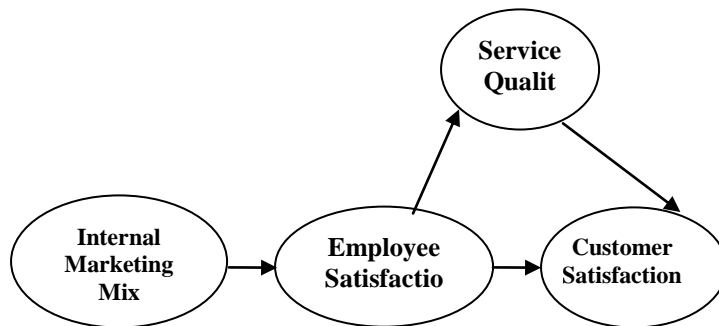 Service
Qualit
Internal
Marketing
Mix
Employee
Satisfactio
Customer
Satisfaction